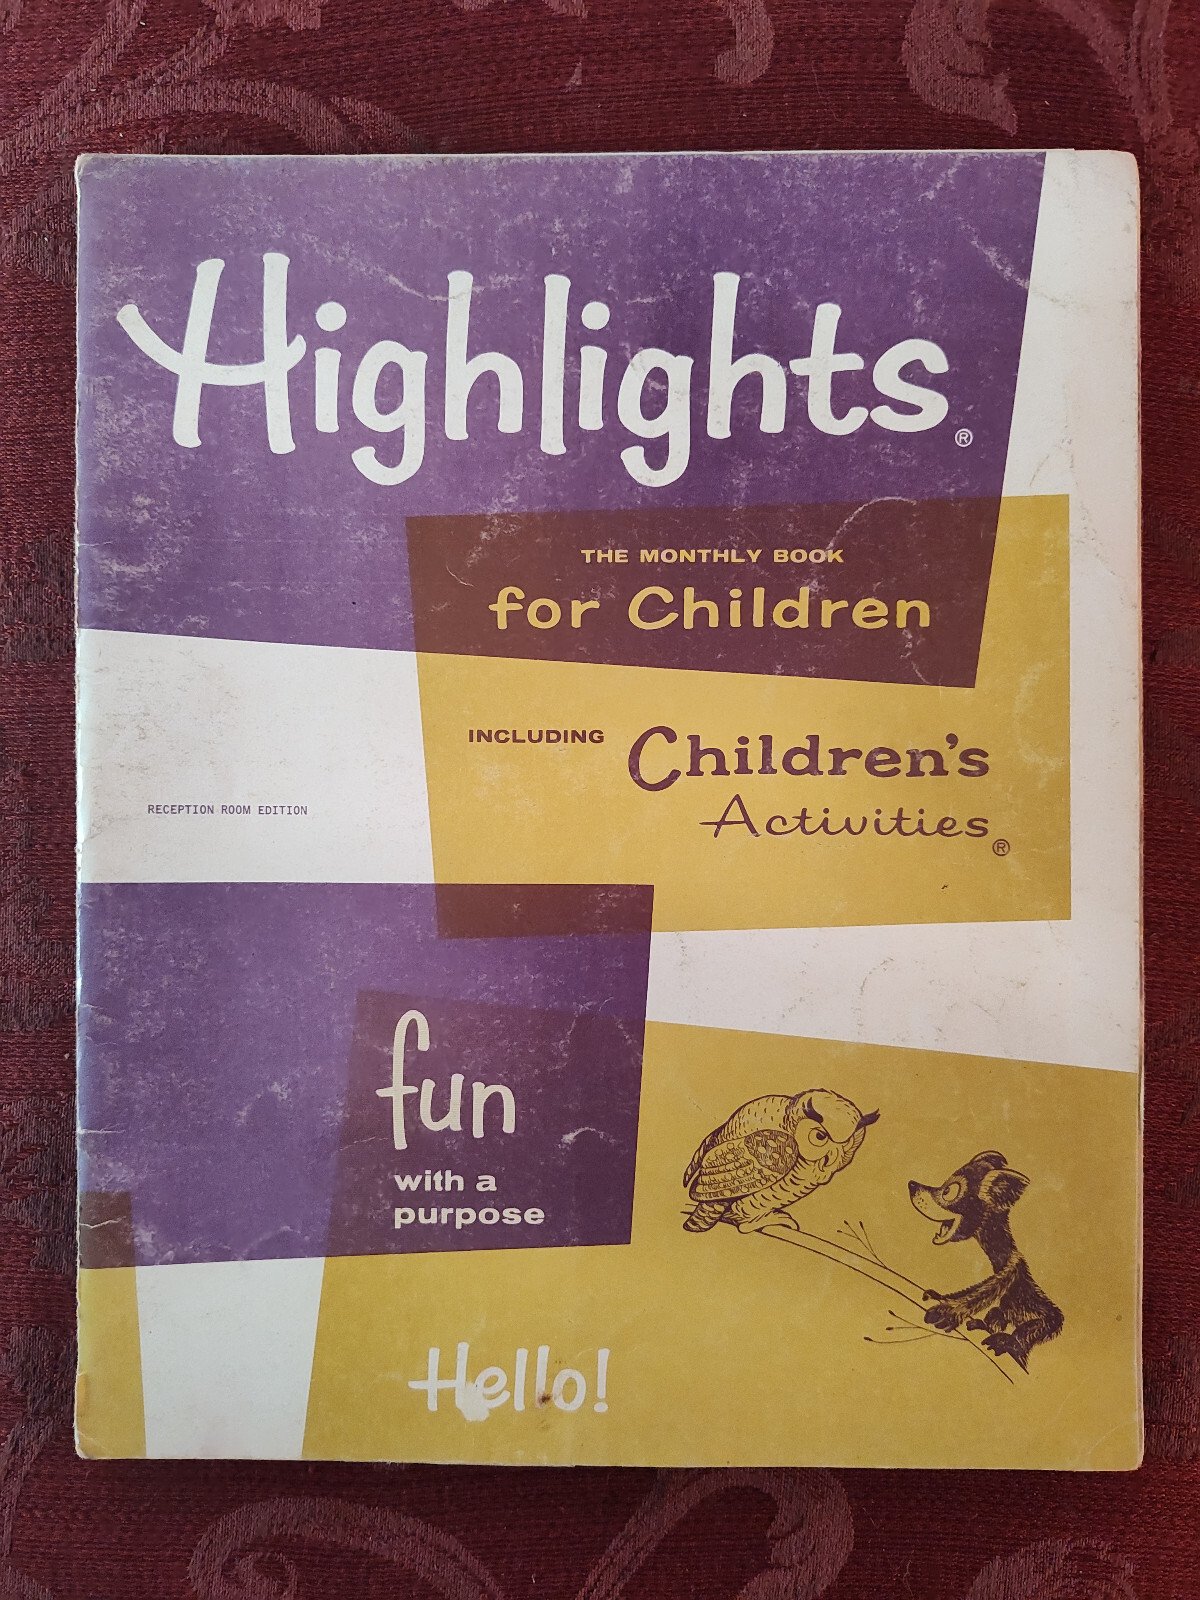 Highlights®
THE MONTHLY BOOK
for Children
INCLUDING Children's
Activities®
RECEPTION ROOM EDITION
fun
with a
purpose
Hello!